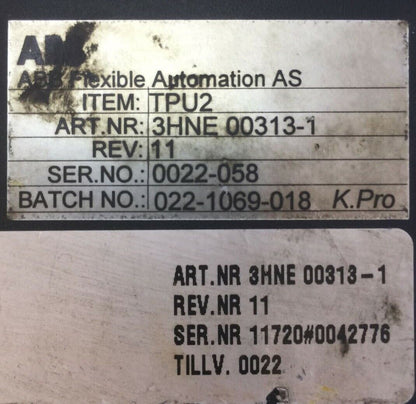 ABB
ABB Flexible Automation AS
ITEM: TPU2
ART.NR: 3HNE 00313-1
REV: 11
SER.NO.: 0022-058
BATCH NO.: 022-1069-018 K.Pro
ART.NR 3HNE 00313-1
REV.NR 11
SER.NR 11720#0042776
TILLV. 0022